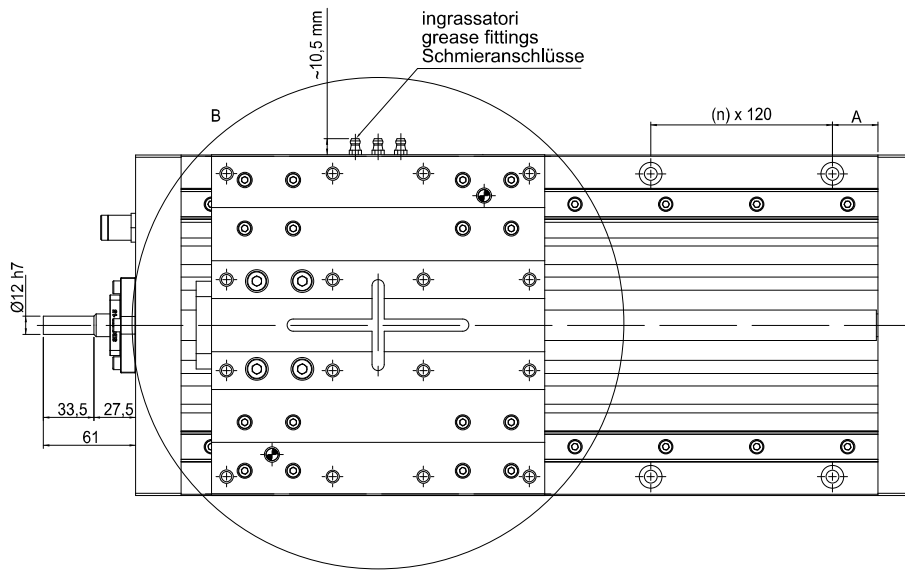 ingrassatori
grease fittings
Schmieranschlüsse
~10,5 mm
B
(n) x 120
A
Ø12 h7
33,5
27,5
61